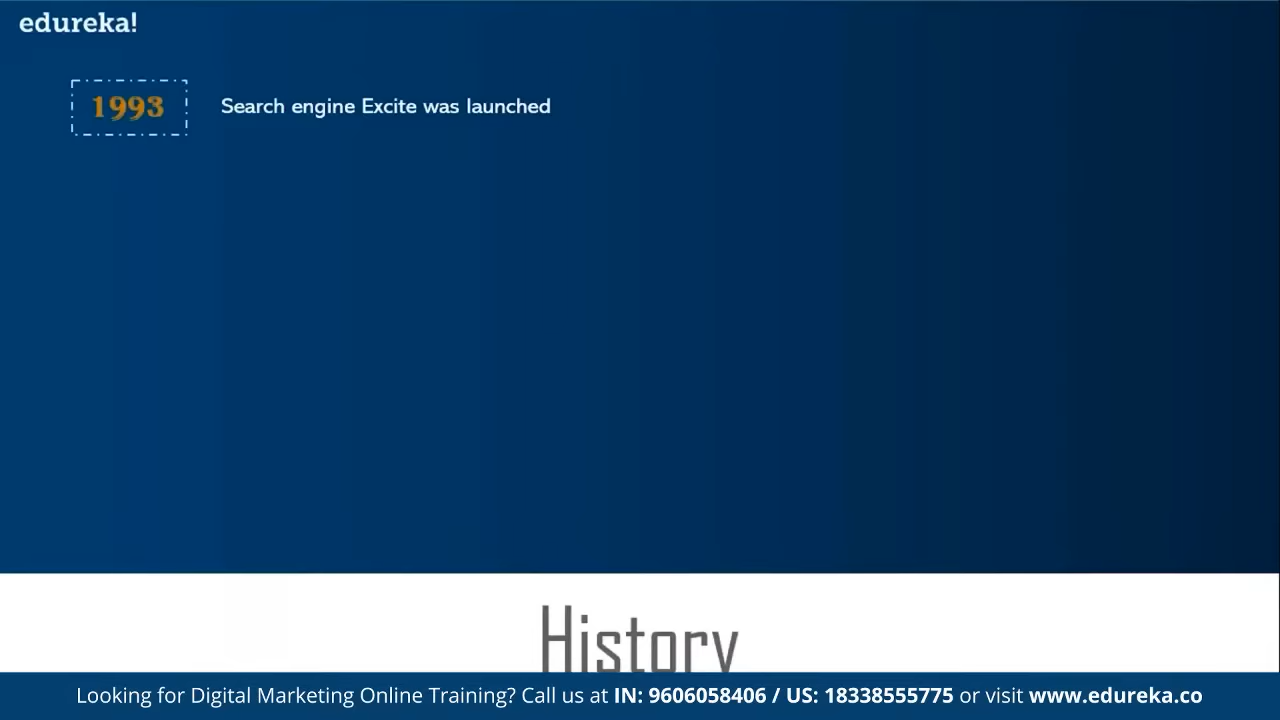 edureka!
1993 Search engine Excite was launched
History
Looking for Digital Marketing Online Training? Call us at IN: 9606058406 / US: 18338555775 or visit www.edureka.co